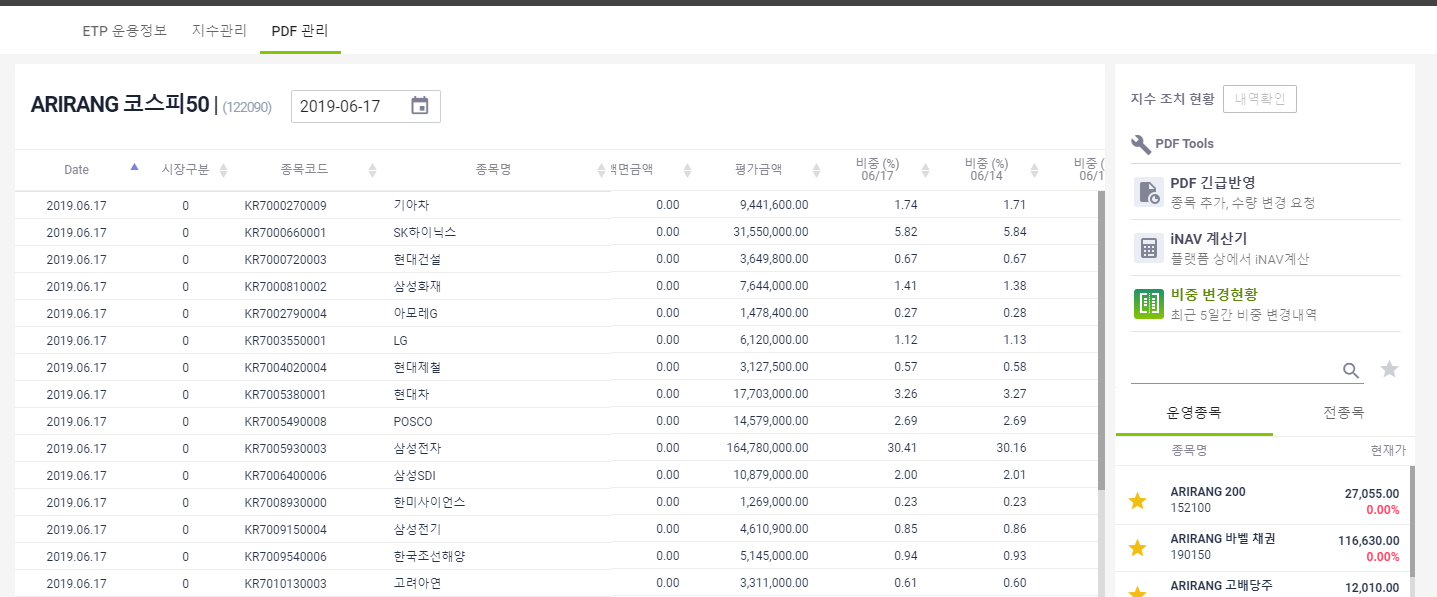 ETP 운용정보 지수관리 PDF 관리
ARIRANG 코스피50 | (122090) 2019-06-17
Date 시장구분 종목코드 종목명 액면금액 평가금액 비중 (%) 06/17 비중 (%) 06/14 비중 ( 06/1
2019.06.17 0 KR7000270009 기아차 0.00 9,441,600.00 1.74 1.71
2019.06.17 0 KR7000660001 SK하이닉스 0.00 31,550,000.00 5.82 5.84
2019.06.17 0 KR7000720003 현대건설 0.00 3,649,800.00 0.67 0.67
2019.06.17 0 KR7000810002 삼성화재 0.00 7,644,000.00 1.41 1.38
2019.06.17 0 KR7002790004 아모레G 0.00 1,478,400.00 0.27 0.28
2019.06.17 0 KR7003550001 LG 0.00 6,120,000.00 1.12 1.13
2019.06.17 0 KR7004020004 현대제철 0.00 3,127,500.00 0.57 0.58
2019.06.17 0 KR7005380001 현대차 0.00 17,703,000.00 3.26 3.27
2019.06.17 0 KR7005490008 POSCO 0.00 14,579,000.00 2.69 2.69
2019.06.17 0 KR7005930003 삼성전자 0.00 164,780,000.00 30.41 30.16
2019.06.17 0 KR7006400006 삼성SDI 0.00 10,879,000.00 2.00 2.01
2019.06.17 0 KR7008930000 한미사이언스 0.00 1,269,000.00 0.23 0.23
2019.06.17 0 KR7009150004 삼성전기 0.00 4,610,900.00 0.85 0.86
2019.06.17 0 KR7009540006 한국조선해양 0.00 5,145,000.00 0.94 0.93
2019.06.17 0 KR7010130003 고려아연 0.00 3,311,000.00 0.61 0.60
지수 조치 현황 내역확인
PDF Tools
PDF 긴급반영
종목 추가, 수량 변경 요청
iNAV 계산기
플랫폼 상에서 iNAV계산
비중 변경현황
최근 5일간 비중 변경내역
운영종목 전종목
종목명 현재가
ARIRANG 200 27,055.00
152100 0.00%
ARIRANG 바벨 채권 116,630.00
190150 0.00%
ARIRANG 고배당주 12,010.00